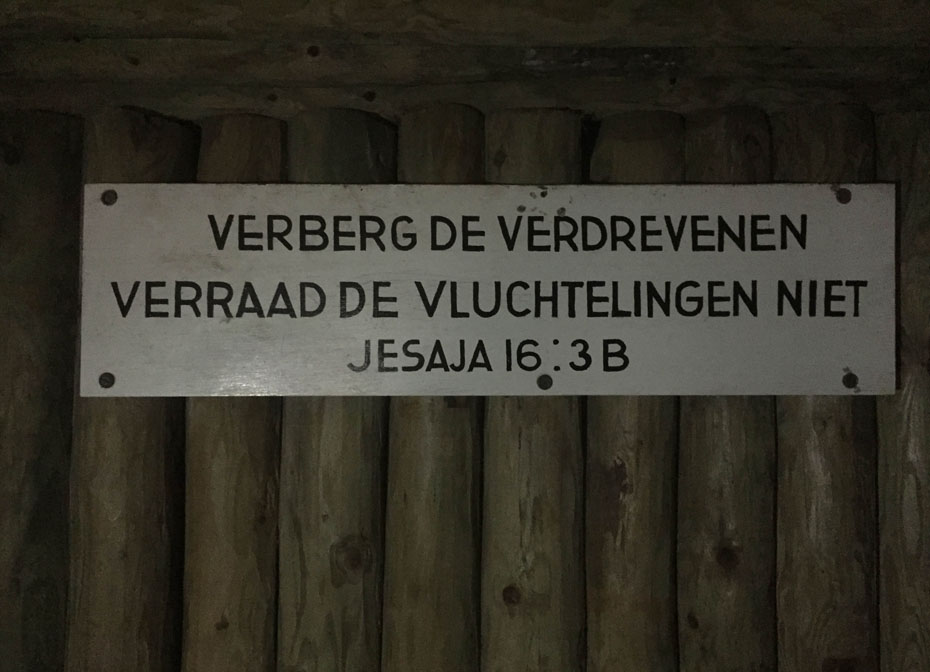 VERBERG DE VERDREVENEN
VERRAAD DE VLUCHTELINGEN NIET
JESAJA 16:3 B